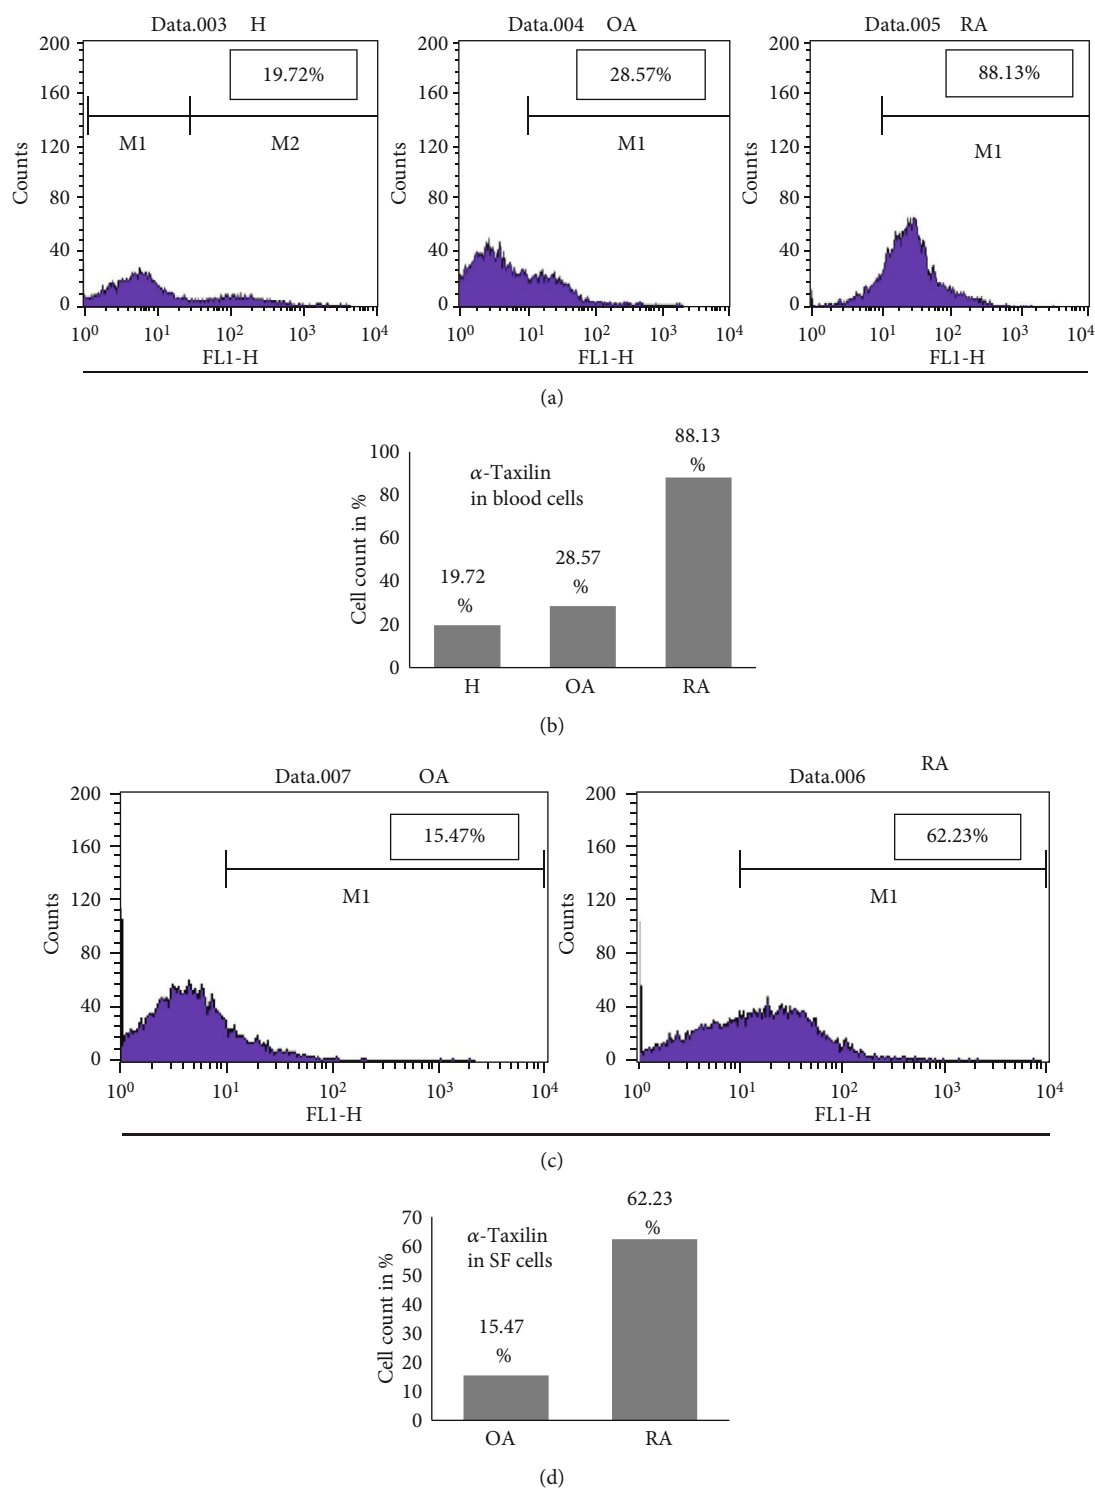 Data.003 H
Data.004 OA
Data.005 RA
200
160
120
80
40
0
Counts
19.72%
M1 M2
10⁰ 10¹ 10² 10³ 10⁴
FL1-H
200
160
120
80
40
0
Counts
28.57%
M1
10⁰ 10¹ 10² 10³ 10⁴
FL1-H
200
160
120
80
40
0
Counts
88.13%
M1
10⁰ 10¹ 10² 10³ 10⁴
FL1-H
(a)
100
80
60
40
20
0
Cell count in %
α-Taxilin
in blood cells
19.72
%
28.57
%
88.13
%
H OA RA
(b)
Data.007 OA
200
160
120
80
40
0
Counts
15.47%
M1
10⁰ 10¹ 10² 10³ 10⁴
FL1-H
Data.006 RA
200
160
120
80
40
0
Counts
62.23%
M1
10⁰ 10¹ 10² 10³ 10⁴
FL1-H
(c)
70
60
50
40
30
20
10
0
Cell count in %
α-Taxilin
in SF cells
15.47
%
62.23
%
OA RA
(d)